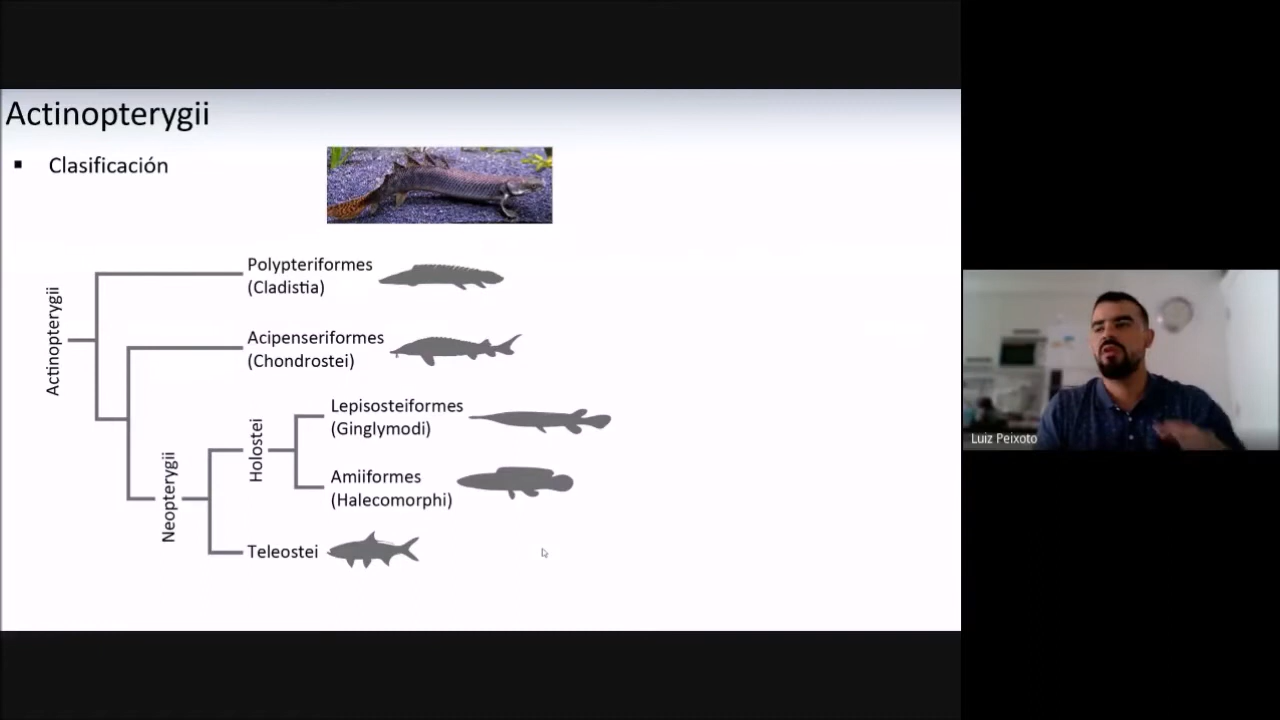 Actinopterygii
▪ Clasificación
Polypteriformes
(Cladistia)
Actinopterygii
Acipenseriformes
(Chondrostei)
Lepisosteiformes
(Ginglymodi)
Holostei
Amiiformes
(Halecomorphi)
Neopterygii
Teleostei
Luiz Peixoto